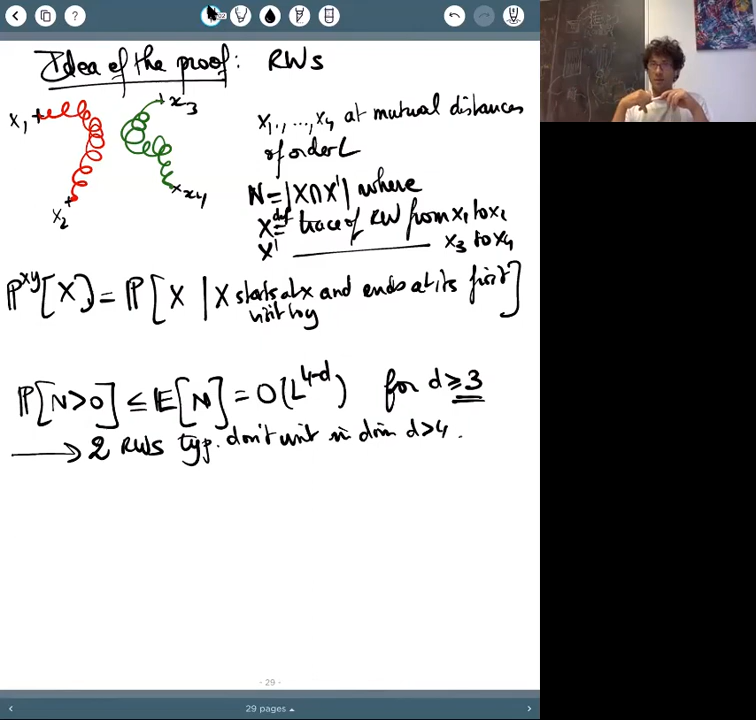 Idea of the proof: RWs
x₁ x₃
x₂ x₄
x₁,...,x₄ at mutual distances
of order L
N=|X∩X'| where
X def= trace of RW from x₁ to x₂
X' ——— x₃ to x₄
P^{xy}[X]=P[X | X starts at x and ends at its first
visit to y]
P[N>0] ≤ E[N] = O(L^{4-d}) for d≥3
→ 2 RWs typ. don't in dim d>4.
- 29 -
29 pages